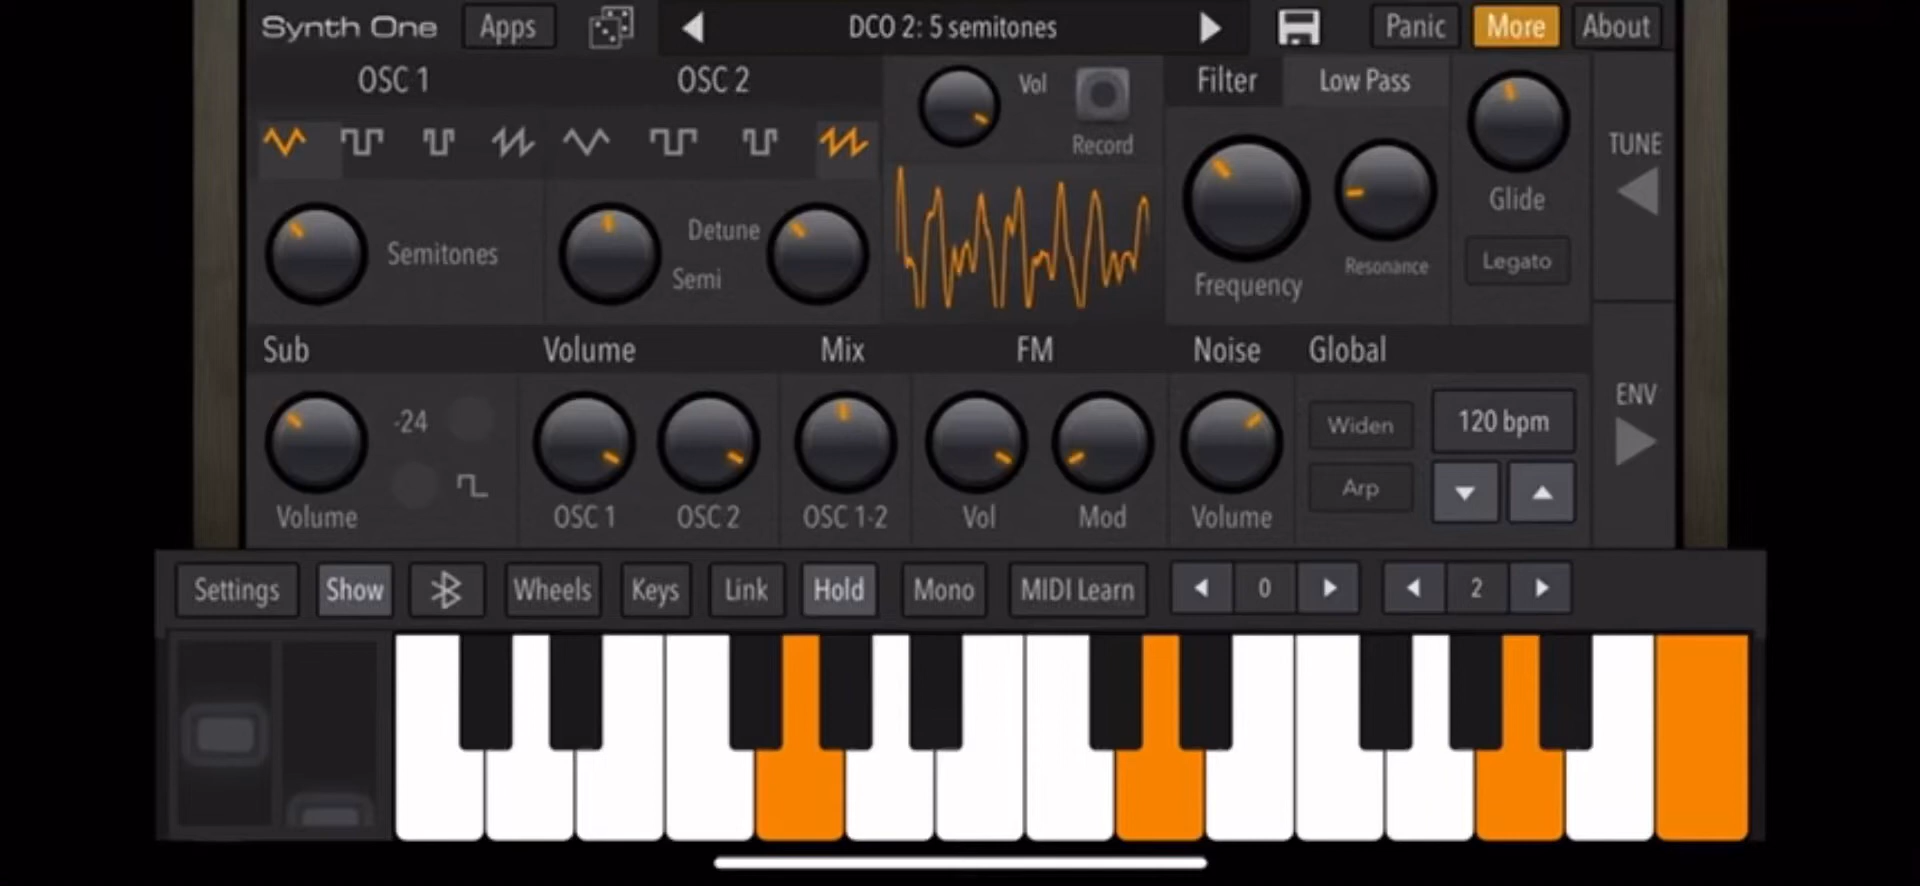 Synth One Apps DCO 2: 5 semitones Panic More About
OSC 1 OSC 2 Vol Filter Low Pass
Record TUNE
Semitones Detune Glide
Semi Resonance Legato
Frequency
Sub Volume Mix FM Noise Global
-24 Widen 120 bpm ENV
Arp
Volume OSC 1 OSC 2 OSC 1-2 Vol Mod Volume
Settings Show Wheels Keys Link Hold Mono MIDI Learn 0 2